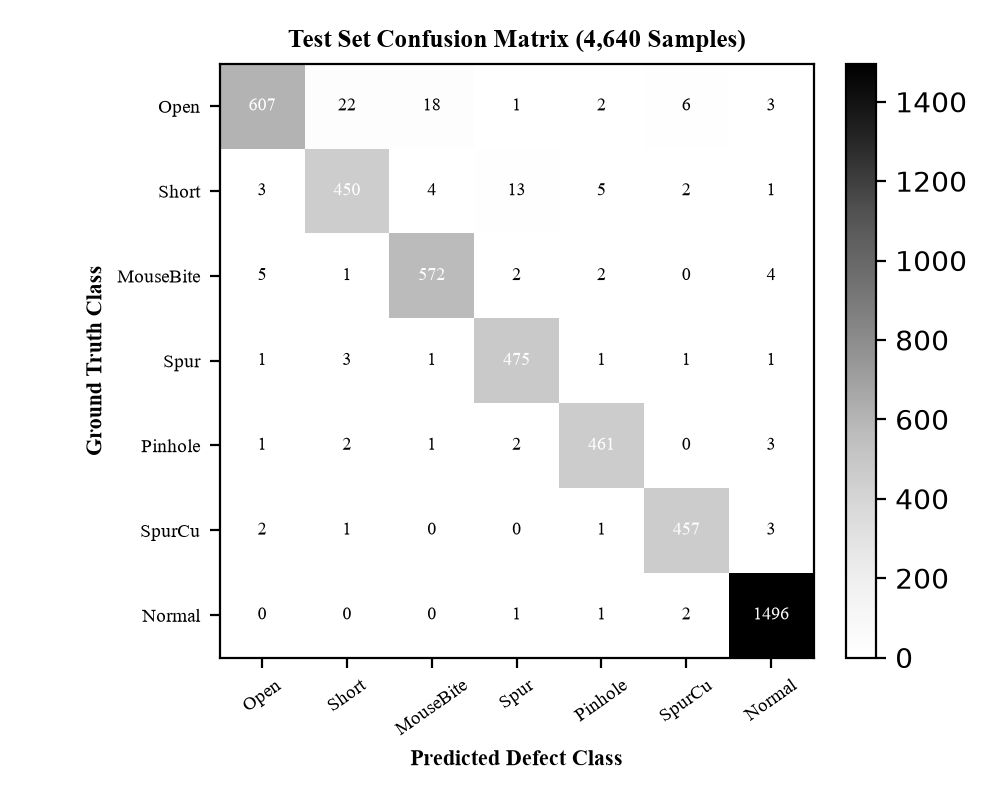 Test Set Confusion Matrix (4,640 Samples)
Open 607 22 18 1 2 6 3
Short 3 450 4 13 5 2 1
MouseBite 5 1 572 2 2 0 4
Spur 1 3 1 475 1 1 1
Pinhole 1 2 1 2 461 0 3
SpurCu 2 1 0 0 1 457 3
Normal 0 0 0 1 1 2 1496
Open Short MouseBite Spur Pinhole SpurCu Normal
Predicted Defect Class
Ground Truth Class
1400
1200
1000
800
600
400
200
0